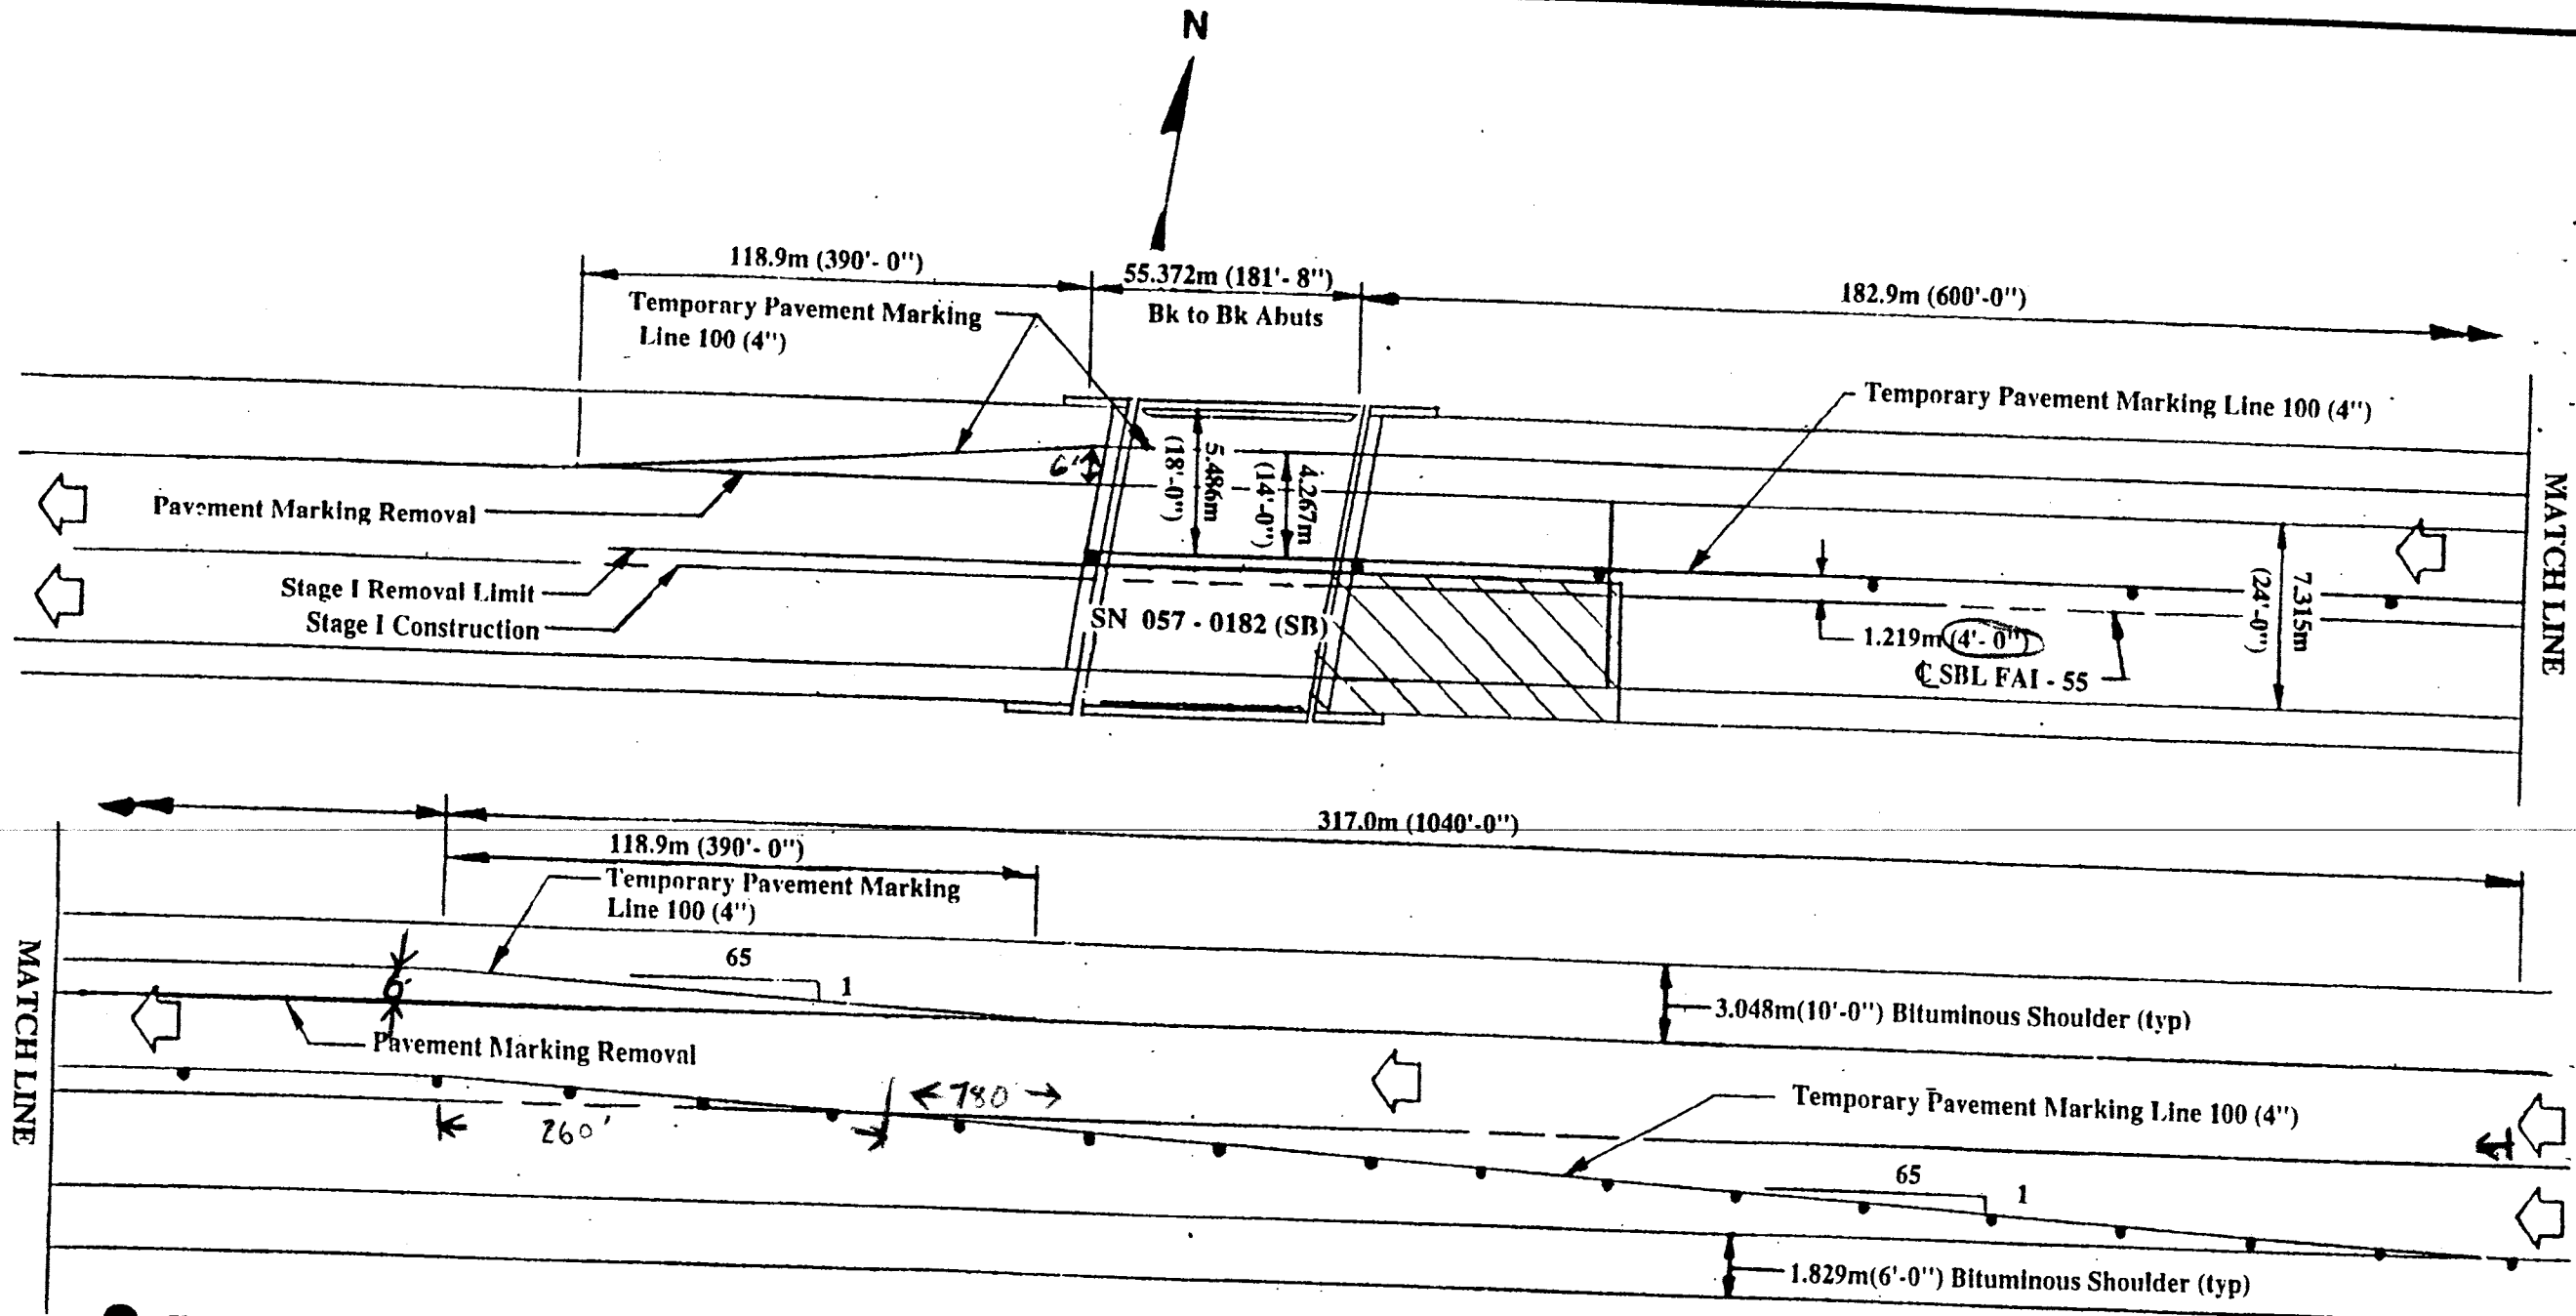 N
118.9m (390'- 0")
55.372m (181'- 8")
Bk to Bk Abuts
182.9m (600'-0")
Temporary Pavement Marking
Line 100 (4")
Temporary Pavement Marking Line 100 (4")
6'
5.486m
(18'-0")
4.267m
(14'-0")
Pavement Marking Removal
Stage I Removal Limit
Stage I Construction
SN 057 - 0182 (SB)
1.219m(4'- 0")
℄ SBL FAI - 55
7.315m
(24'-0")
MATCH LINE
317.0m (1040'-0")
118.9m (390'- 0")
Temporary Pavement Marking
Line 100 (4")
65
1
6'
3.048m(10'-0") Bituminous Shoulder (typ)
Pavement Marking Removal
780'
260'
Temporary Pavement Marking Line 100 (4")
65
1
1.829m(6'-0") Bituminous Shoulder (typ)
MATCH LINE